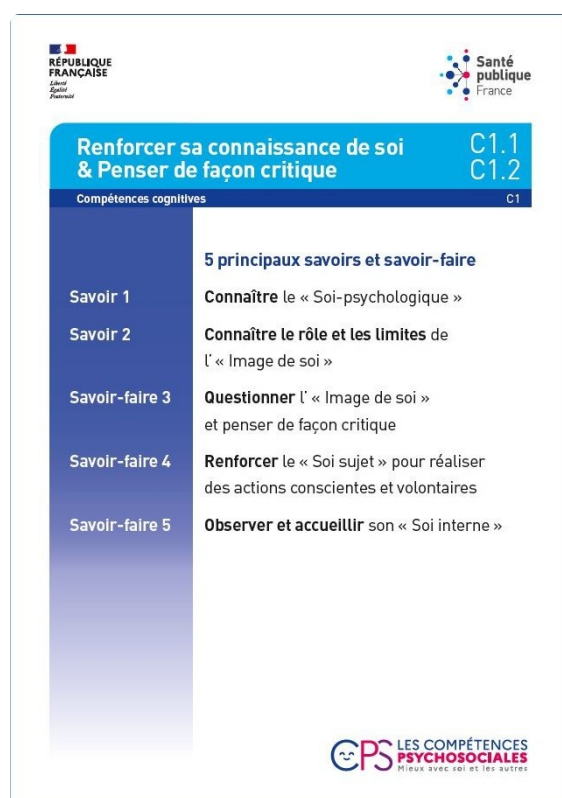 RÉPUBLIQUE
FRANÇAISE
Liberté
Égalité
Fraternité
Santé
publique
France
Renforcer sa connaissance de soi
& Penser de façon critique
C1.1
C1.2
Compétences cognitives
C1
5 principaux savoirs et savoir-faire
Savoir 1
Connaître le « Soi-psychologique »
Savoir 2
Connaître le rôle et les limites de
l' « Image de soi »
Savoir-faire 3
Questionner l' « Image de soi »
et penser de façon critique
Savoir-faire 4
Renforcer le « Soi sujet » pour réaliser
des actions conscientes et volontaires
Savoir-faire 5
Observer et accueillir son « Soi interne »
CPS
LES COMPÉTENCES
PSYCHOSOCIALES
Mieux avec soi et les autres